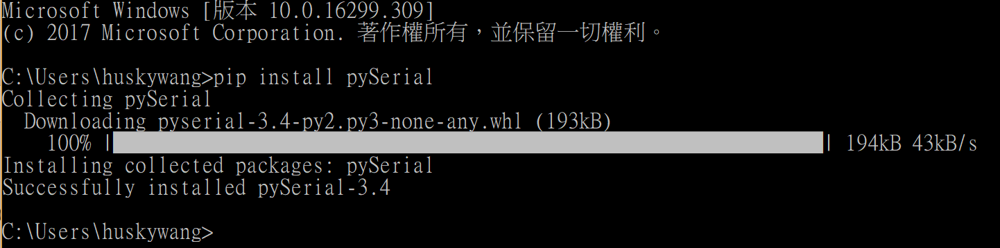 Microsoft Windows [版本 10.0.16299.309]
(c) 2017 Microsoft Corporation. 著作權所有，並保留一切權利。
C:\Users\huskywang>pip install pySerial
Collecting pySerial
  Downloading pyserial-3.4-py2.py3-none-any.whl (193kB)
    100% |████████████████████████████████| 194kB 43kB/s
Installing collected packages: pySerial
Successfully installed pySerial-3.4
C:\Users\huskywang>